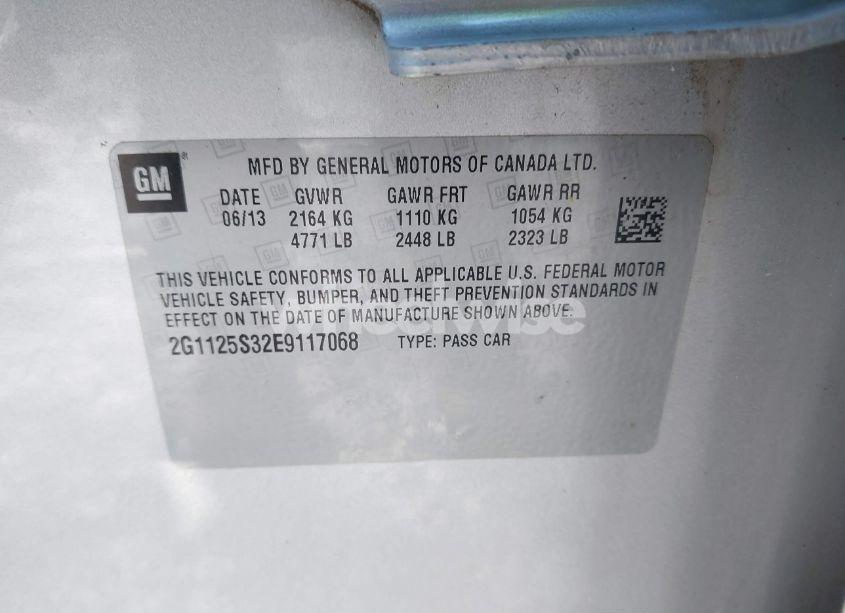 GM
MFD BY GENERAL MOTORS OF CANADA LTD.
DATE GVWR GAWR FRT GAWR RR
06/13 2164 KG 1110 KG 1054 KG
4771 LB 2448 LB 2323 LB
THIS VEHICLE CONFORMS TO ALL APPLICABLE U.S. FEDERAL MOTOR
VEHICLE SAFETY, BUMPER, AND THEFT PREVENTION STANDARDS IN
EFFECT ON THE DATE OF MANUFACTURE SHOWN ABOVE.
wheelwise
2G1125S32E9117068 TYPE: PASS CAR